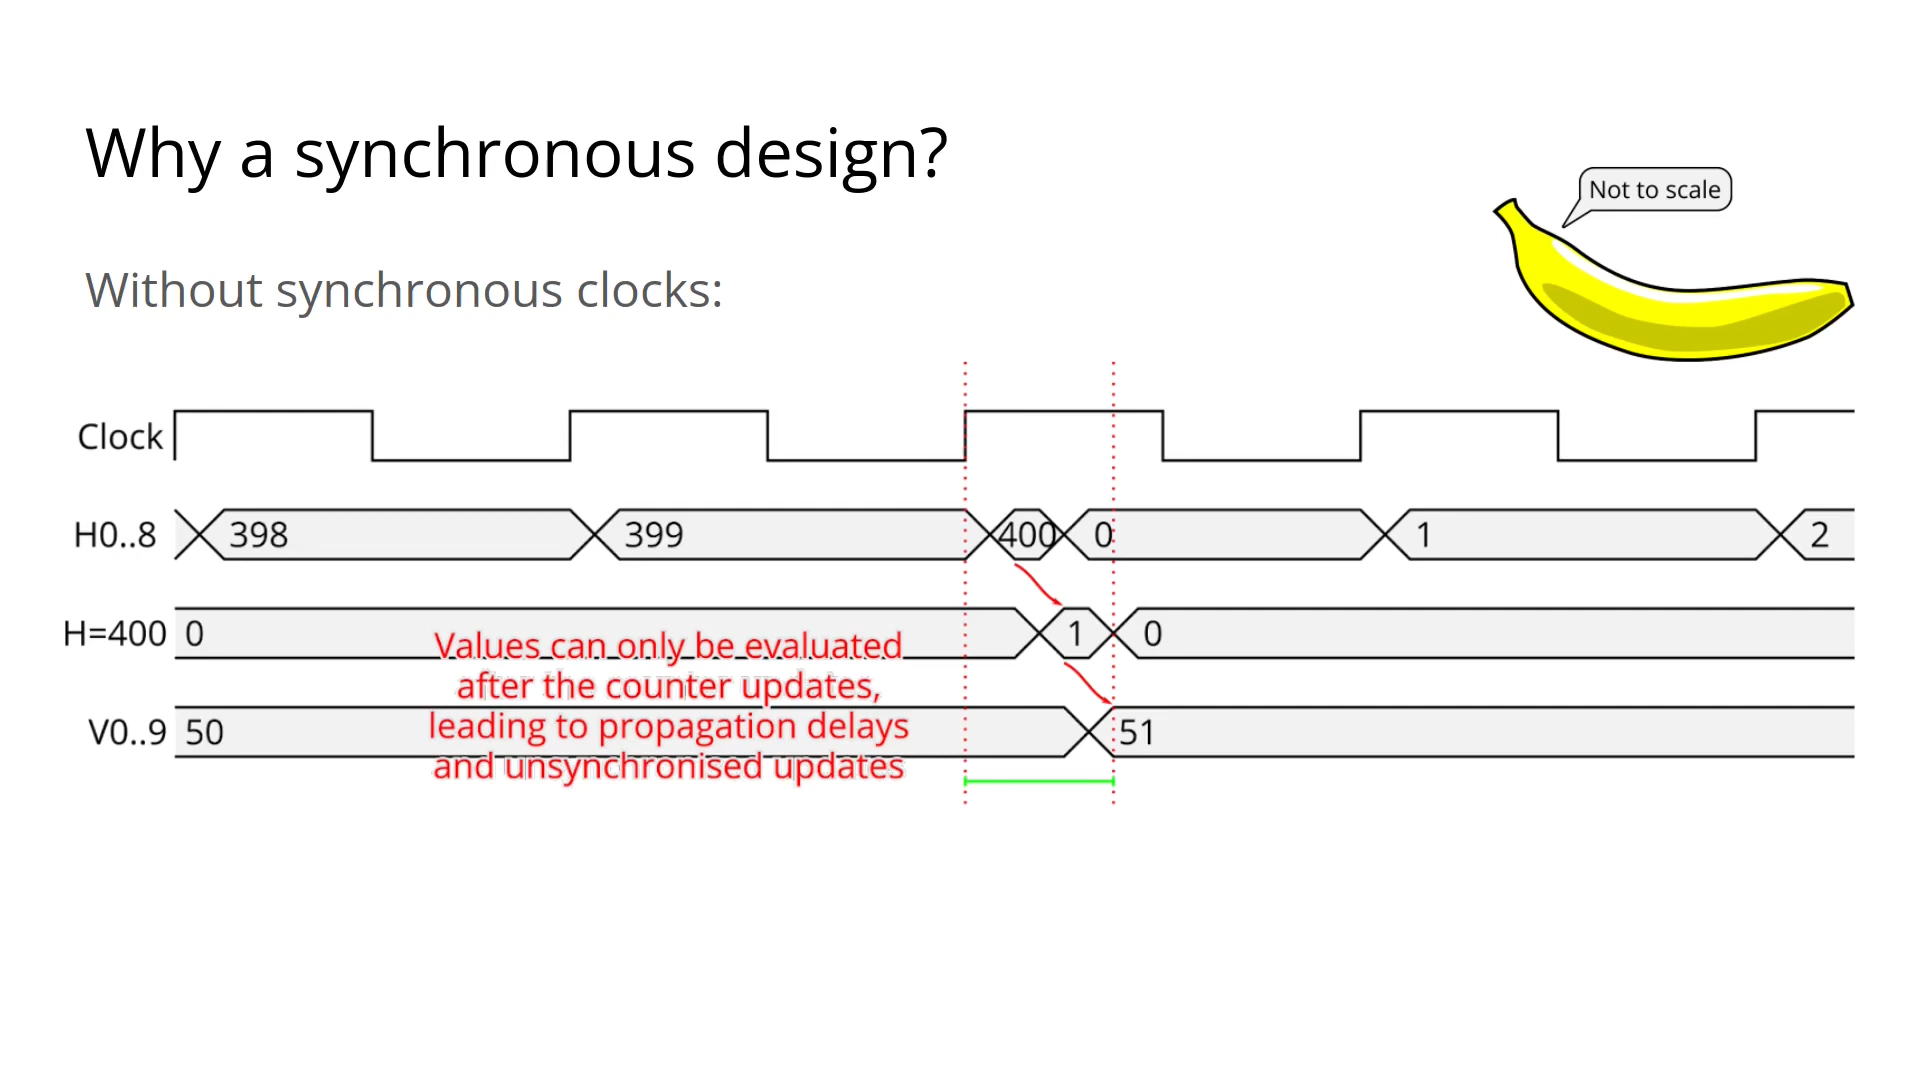 Why a synchronous design?
Not to scale
Without synchronous clocks:
Clock
H0..8 398 399 400 0 1 2
H=400 0 1 0
Values can only be evaluated
after the counter updates,
leading to propagation delays
and unsynchronised updates
V0..9 50 51